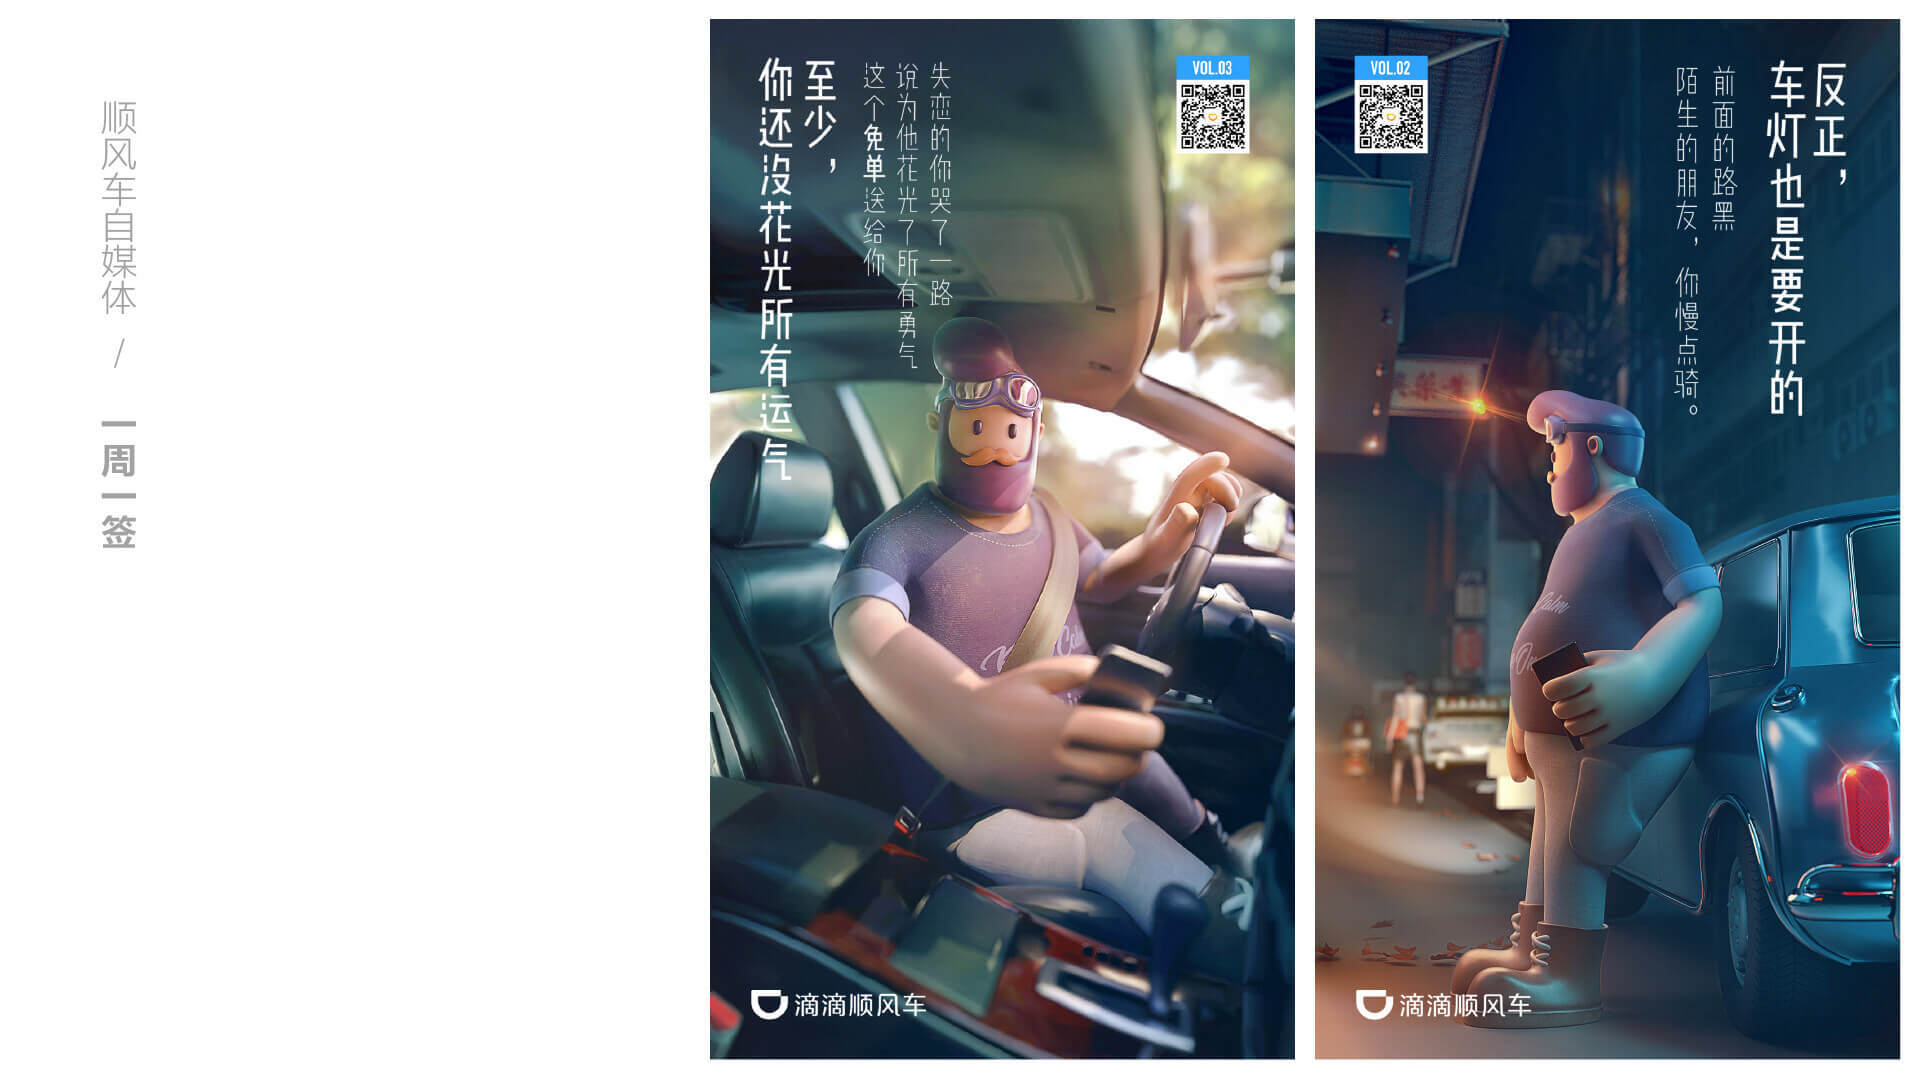 顺风车自媒体 / 一周一签
至少，
你还没花光所有运气
失恋的你哭了一路
说为他花光了所有勇气
这个免单送给你
VOL.03
滴滴顺风车
VOL.02
反正，
车灯也是要开的
前面的路黑
陌生的朋友，你慢点骑。
滴滴顺风车